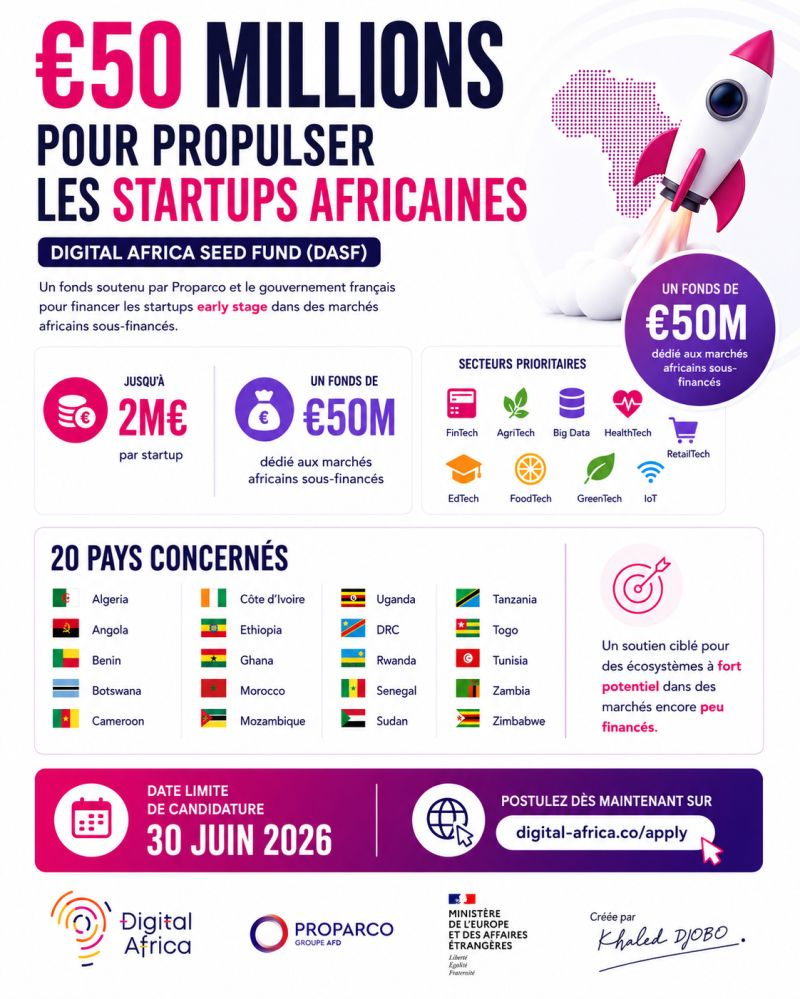 €50 MILLIONS
POUR PROPULSER
LES STARTUPS AFRICAINES
DIGITAL AFRICA SEED FUND (DASF)
Un fonds soutenu par Proparco et le gouvernement français
pour financer les startups early stage dans des marchés
africains sous-financés.
UN FONDS DE
€50M
dédié aux marchés
africains sous-
financés
JUSQU'À
2M€
par startup
UN FONDS DE
€50M
dédié aux marchés
africains sous-financés
SECTEURS PRIORITAIRES
FinTech
AgriTech
Big Data
HealthTech
RetailTech
EdTech
FoodTech
GreenTech
IoT
20 PAYS CONCERNÉS
Algeria
Angola
Benin
Botswana
Cameroon
Côte d'Ivoire
Ethiopia
Ghana
Morocco
Mozambique
Uganda
DRC
Rwanda
Senegal
Sudan
Tanzania
Togo
Tunisia
Zambia
Zimbabwe
Un soutien ciblé pour
des écosystèmes à fort
potentiel dans des
marchés encore peu
financés.
DATE LIMITE
DE CANDIDATURE
30 JUIN 2026
POSTULEZ DÈS MAINTENANT SUR
digital-africa.co/apply
Digital
Africa
PROPARCO
GROUPE AFD
MINISTÈRE
DE L'EUROPE
ET DES AFFAIRES
ÉTRANGÈRES
Liberté
Égalité
Fraternité
Créée par
Khaled DJOBO.